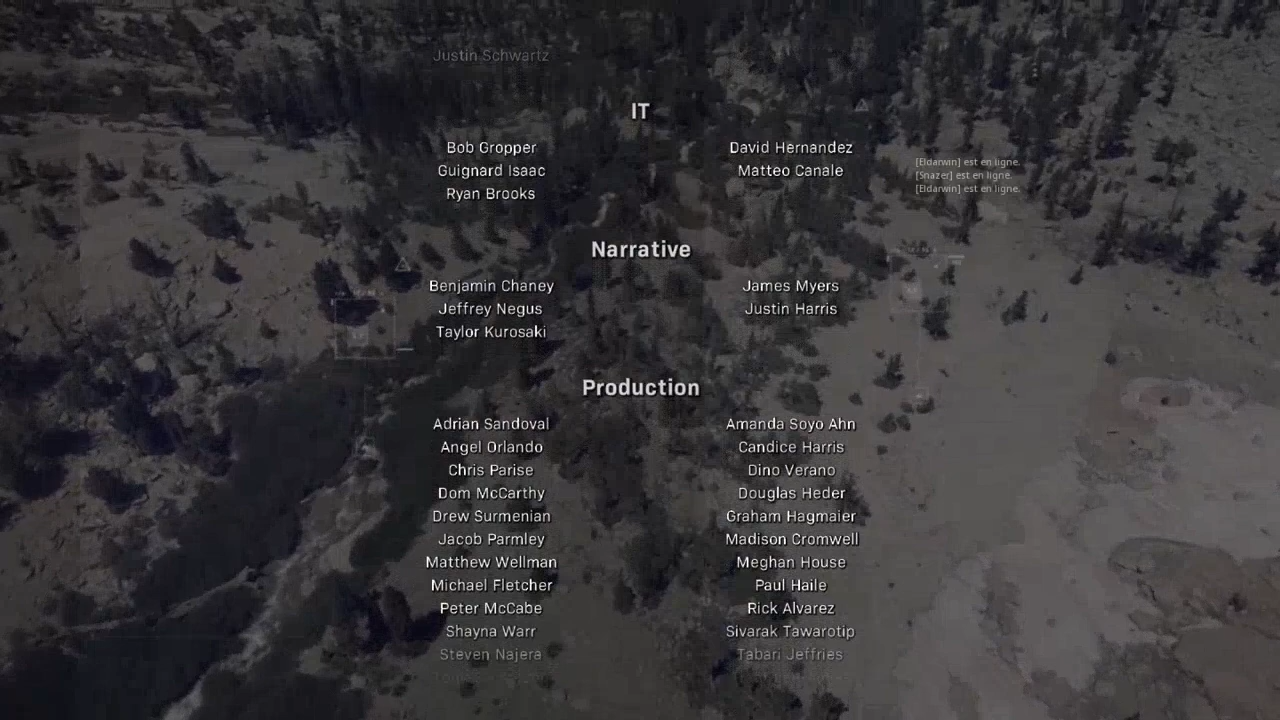 Justin Schwartz
IT
Bob Gropper David Hernandez
Guignard Isaac Matteo Canale
Ryan Brooks
[Eldarwin] est en ligne.
[Snazer] est en ligne.
[Eldarwin] est en ligne.
Narrative
Benjamin Chaney James Myers
Jeffrey Negus Justin Harris
Taylor Kurosaki
Production
Adrian Sandoval Amanda Soyo Ahn
Angel Orlando Candice Harris
Chris Parise Dino Verano
Dom McCarthy Douglas Heder
Drew Surmenian Graham Hagmaier
Jacob Parmley Madison Cromwell
Matthew Wellman Meghan House
Michael Fletcher Paul Haile
Peter McCabe Rick Alvarez
Shayna Warr Sivarak Tawarotip
Steven Najera Tabari Jeffries